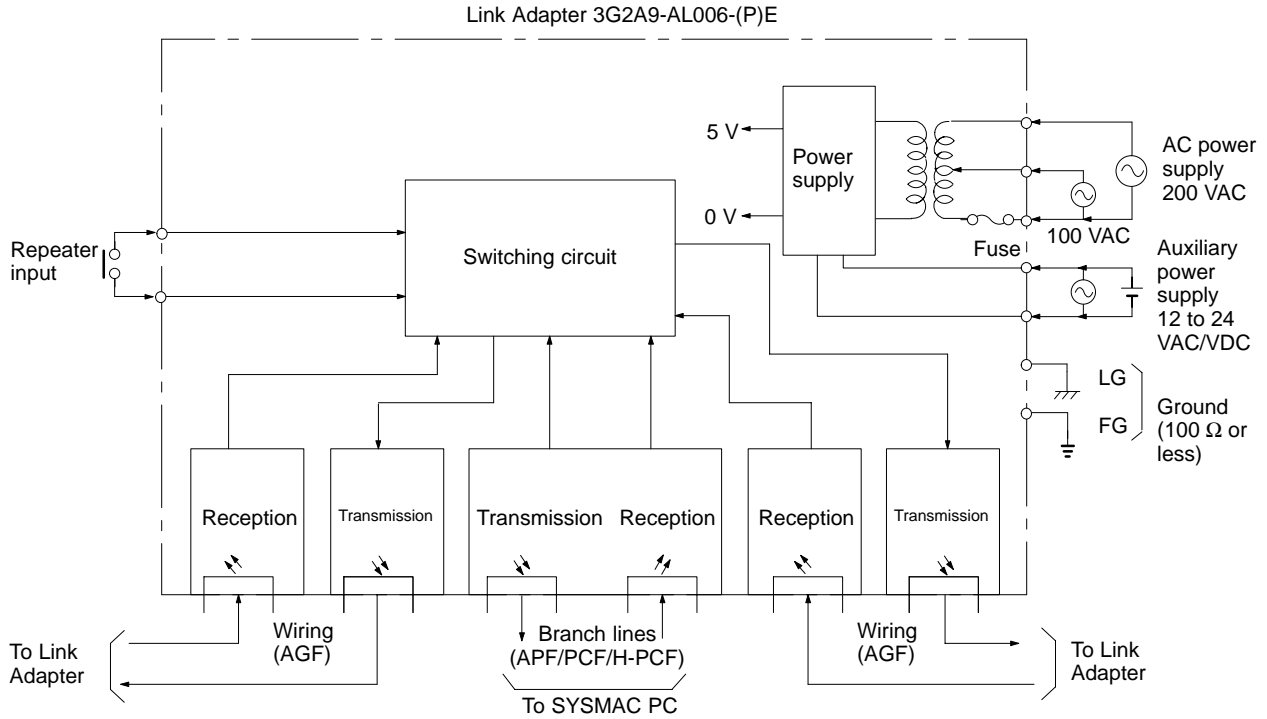 Link Adapter 3G2A9-AL006-(P)E
5 V
0 V
Power
supply
AC power
supply
200 VAC
100 VAC
Fuse
Repeater
input
Switching circuit
Auxiliary
power
supply
12 to 24
VAC/VDC
LG
FG
Ground
(100 Ω or
less)
Reception
Transmission
Transmission
Reception
Reception
Transmission
To Link
Adapter
Wiring
(AGF)
Branch lines
(APF/PCF/H-PCF)
To SYSMAC PC
Wiring
(AGF)
To Link
Adapter